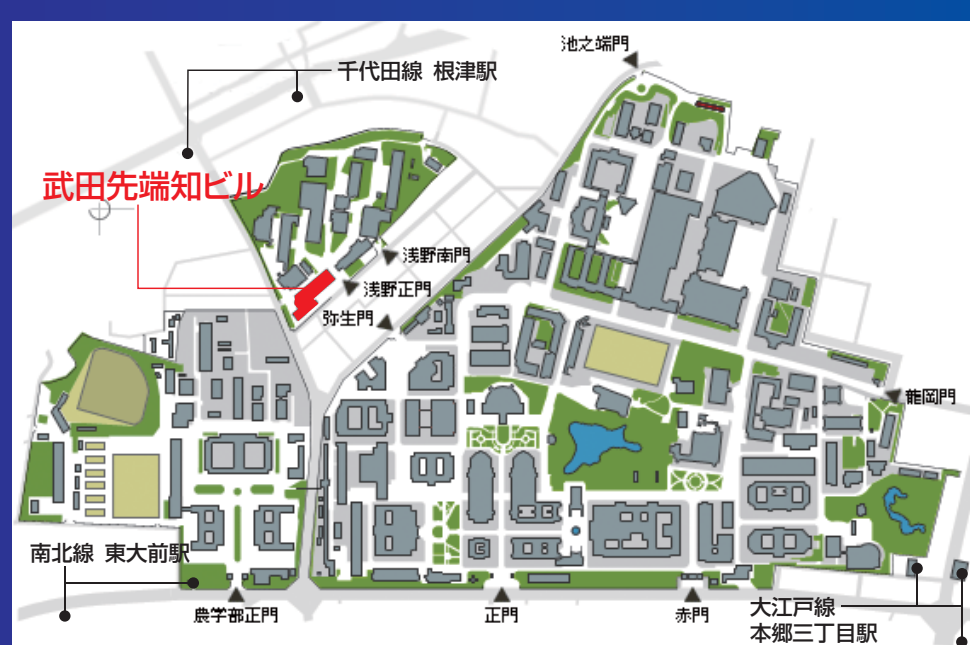 池之端門
千代田線 根津駅
武田先端知ビル
浅野南門
浅野正門
弥生門
龍岡門
南北線 東大前駅
農学部正門
正門
赤門
大江戸線
本郷三丁目駅